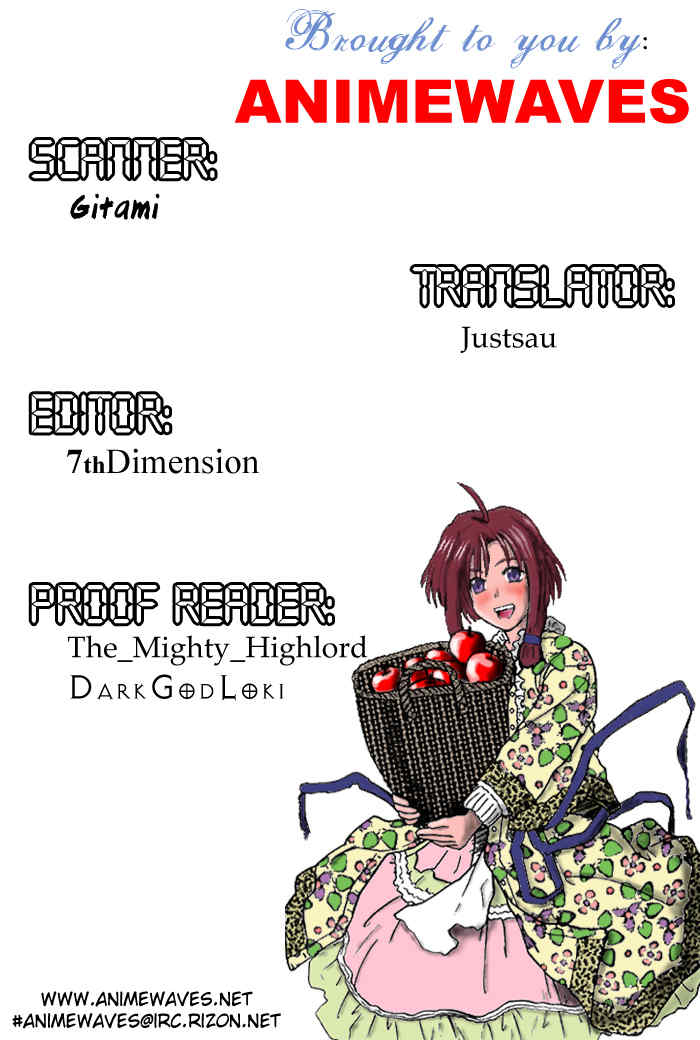 Brought to you by:
ANIMEWAVES
SCANNER:
Gitami
TRANSLATOR:
Justsau
EDITOR:
7thDimension
PROOF READER:
The_Mighty_Highlord
DARKGODLOKI
WWW.ANIMEWAVES.NET
#ANIMEWAVES@IRC.RIZON.NET